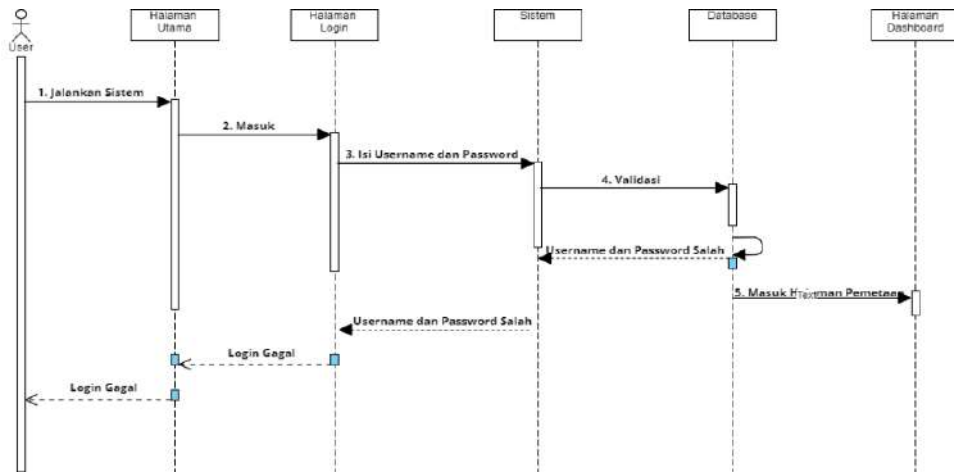 User
Halaman
Utama
Halaman
Login
Sistem
Database
Halaman
Dashboard
1. Jalankan Sistem
2. Masuk
3. Isi Username dan Password
4. Validasi
Username dan Password Salah
5. Masuk Halaman Pemetaan
Text
Username dan Password Salah
Login Gagal
Login Gagal